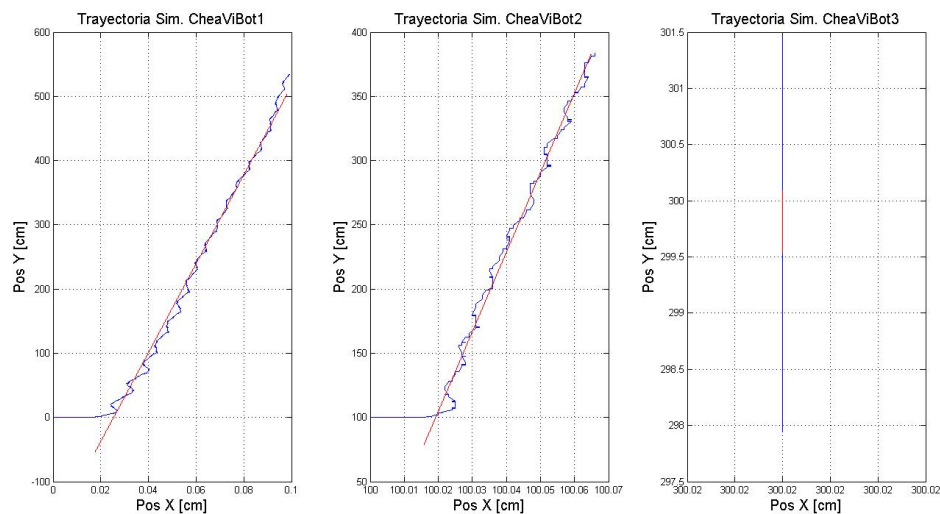 Trayectoria Sim. CheaViBot1
600
500
400
300
200
100
0
-100
Pos Y [cm]
0 0.02 0.04 0.06 0.08 0.1
Pos X [cm]
Trayectoria Sim. CheaViBot2
400
350
300
250
200
150
100
50
Pos Y [cm]
100 100.01 100.02 100.03 100.04 100.05 100.06 100.07
Pos X [cm]
Trayectoria Sim. CheaViBot3
301.5
301
300.5
300
299.5
299
298.5
298
297.5
Pos Y [cm]
300.02 300.02 300.02 300.02 300.02 300.02
Pos X [cm]